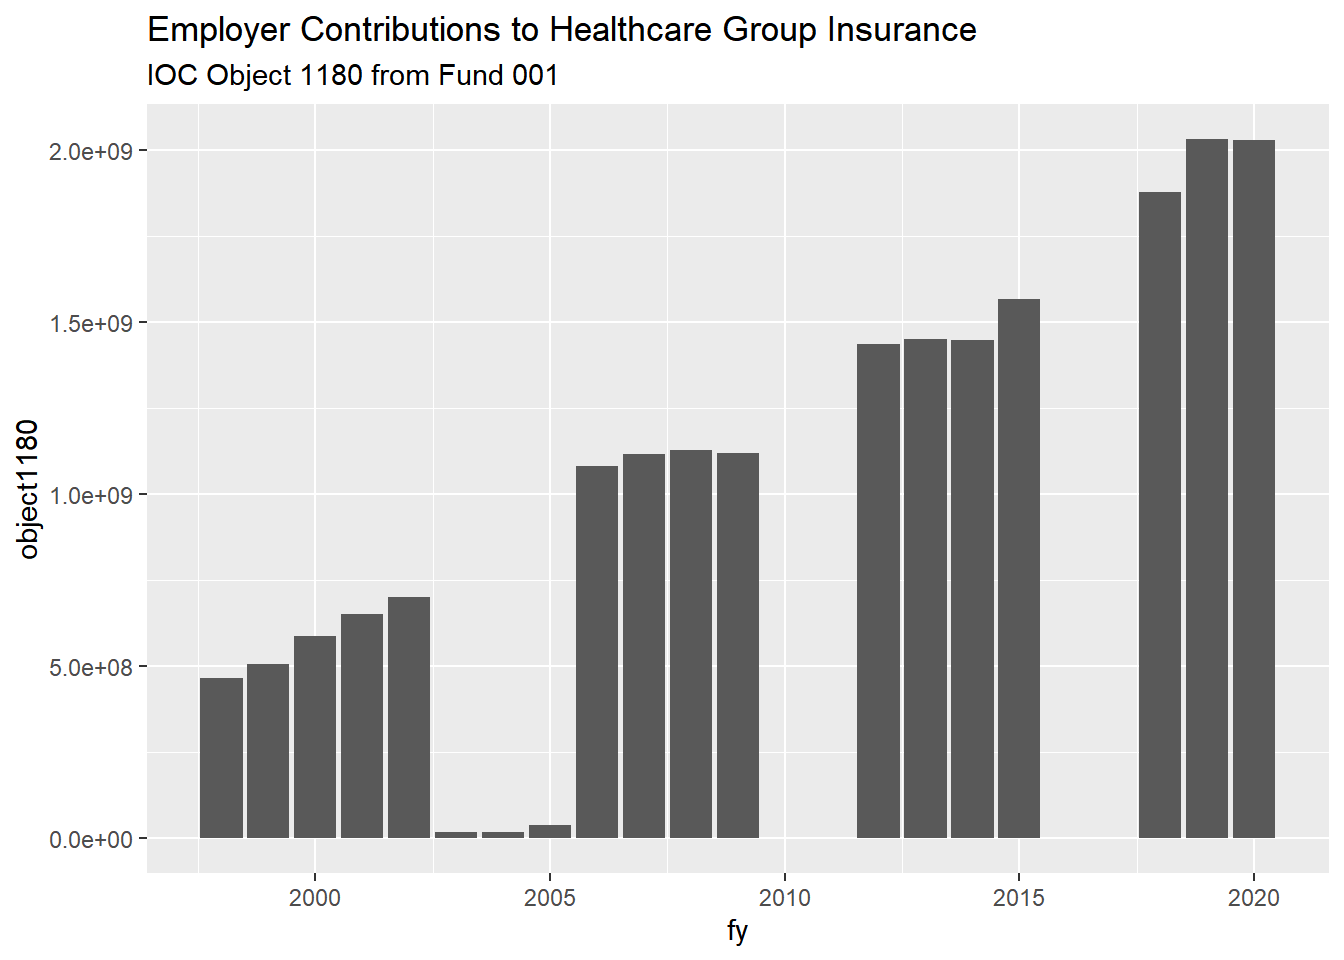 Employer Contributions to Healthcare Group Insurance
IOC Object 1180 from Fund 001
2.0e+09
1.5e+09
1.0e+09
5.0e+08
0.0e+00
object1180
2000 2005 2010 2015 2020
fy